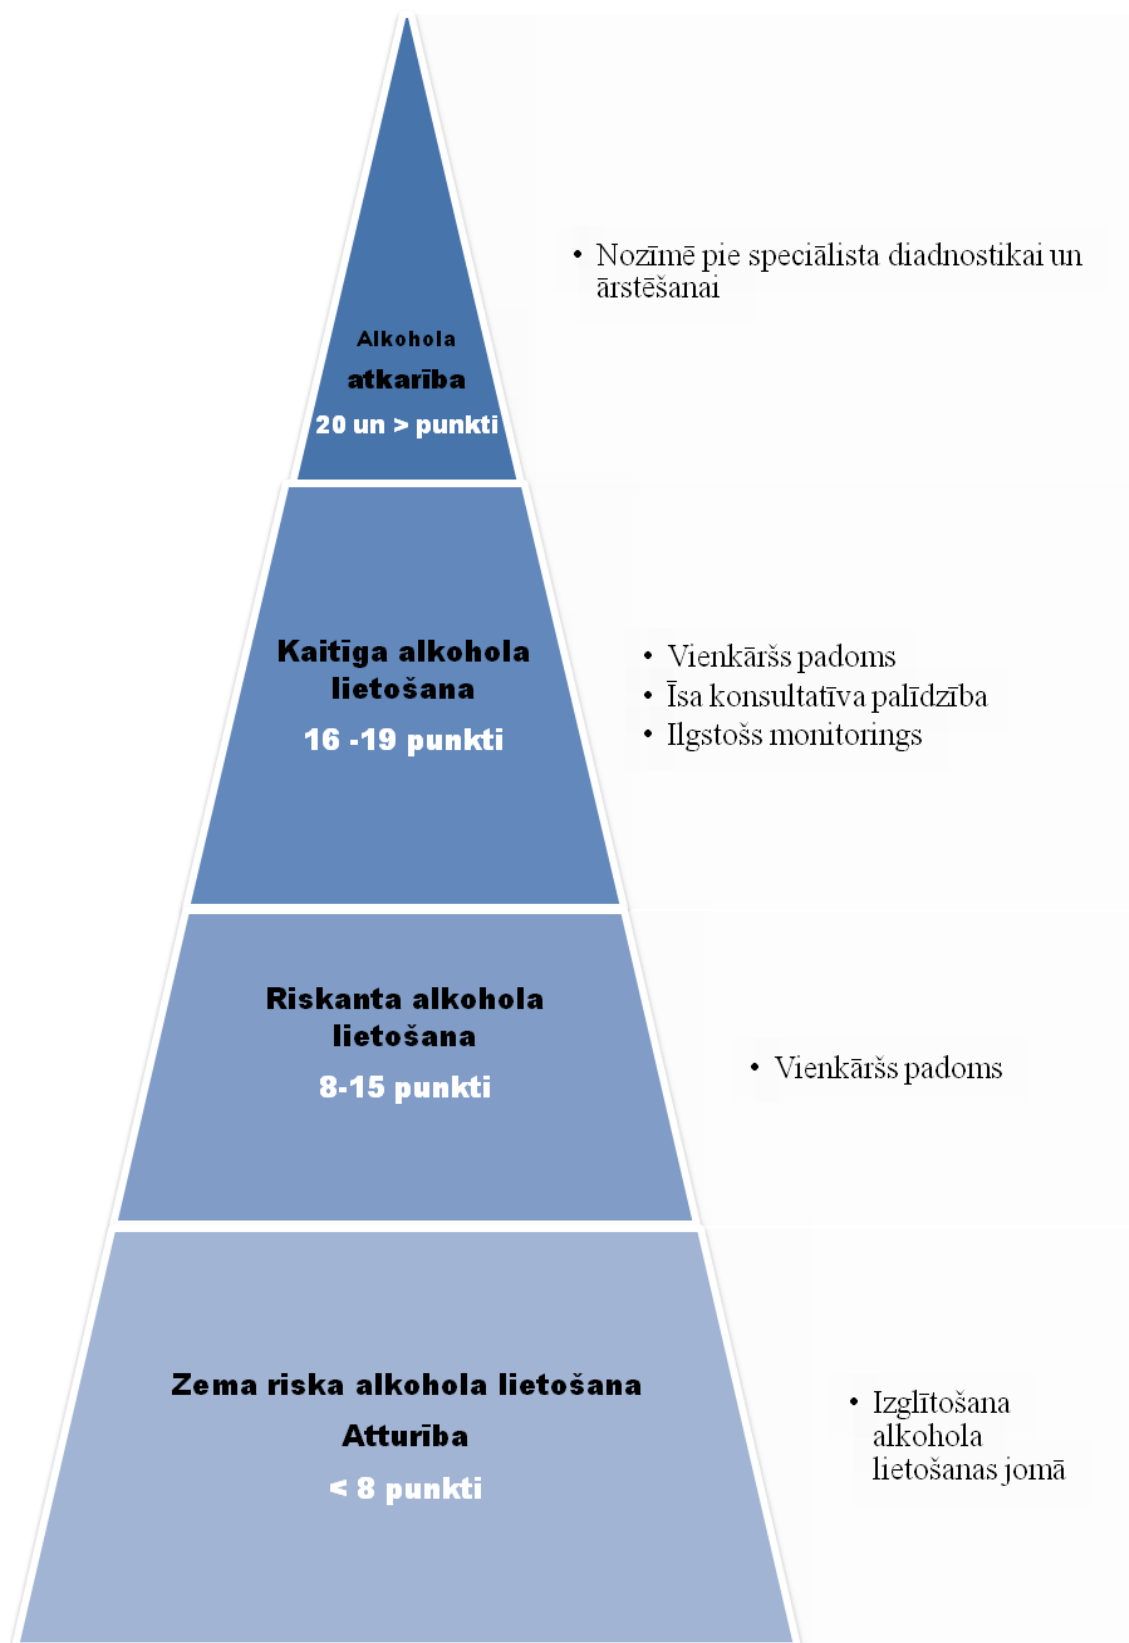 Alkohola
atkarība
20 un > punkti
• Nozīmē pie speciālista diadnostikai un
ārstēšanai
Kaitīga alkohola
lietošana
16 -19 punkti
• Vienkāršs padoms
• Īsa konsultatīva palīdzība
• Ilgstošs monitorings
Riskanta alkohola
lietošana
8-15 punkti
• Vienkāršs padoms
Zema riska alkohola lietošana
Atturība
< 8 punkti
• Izglītošana
alkohola
lietošanas jomā